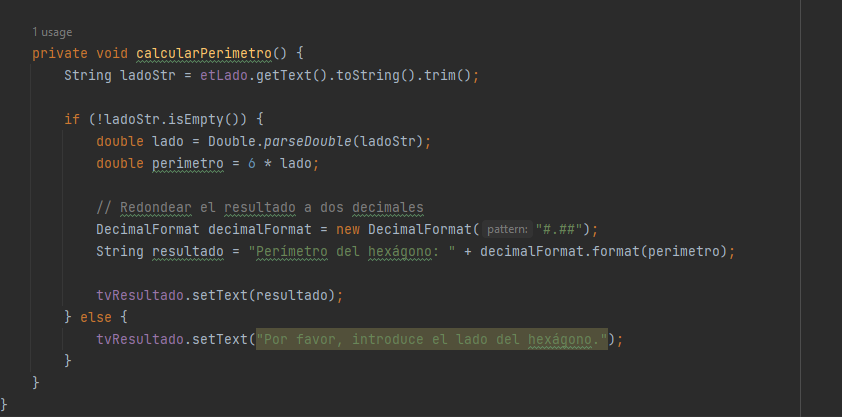 1 usage
private void calcularPerimetro() {
String ladoStr = etLado.getText().toString().trim();
if (!ladoStr.isEmpty()) {
double lado = Double.parseDouble(ladoStr);
double perimetro = 6 * lado;
// Redondear el resultado a dos decimales
DecimalFormat decimalFormat = new DecimalFormat( pattern: "#.##");
String resultado = "Perímetro del hexágono: " + decimalFormat.format(perimetro);
tvResultado.setText(resultado);
} else {
tvResultado.setText("Por favor, introduce el lado del hexágono.");
}
}
}